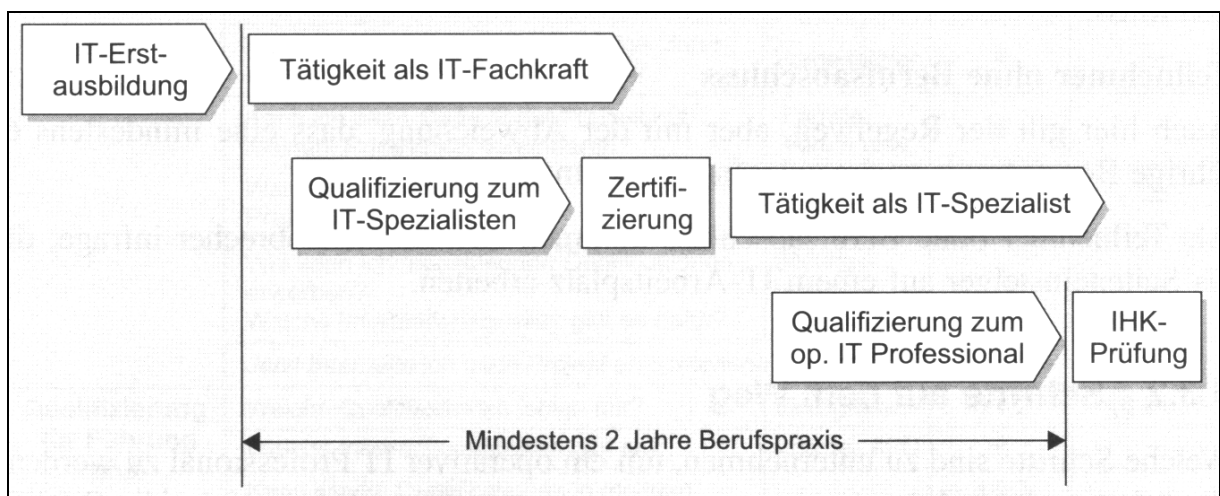 IT-Erst-
ausbildung
Tätigkeit als IT-Fachkraft
Qualifizierung zum
IT-Spezialisten
Zertifi-
zierung
Tätigkeit als IT-Spezialist
Qualifizierung zum
op. IT Professional
IHK-
Prüfung
Mindestens 2 Jahre Berufspraxis